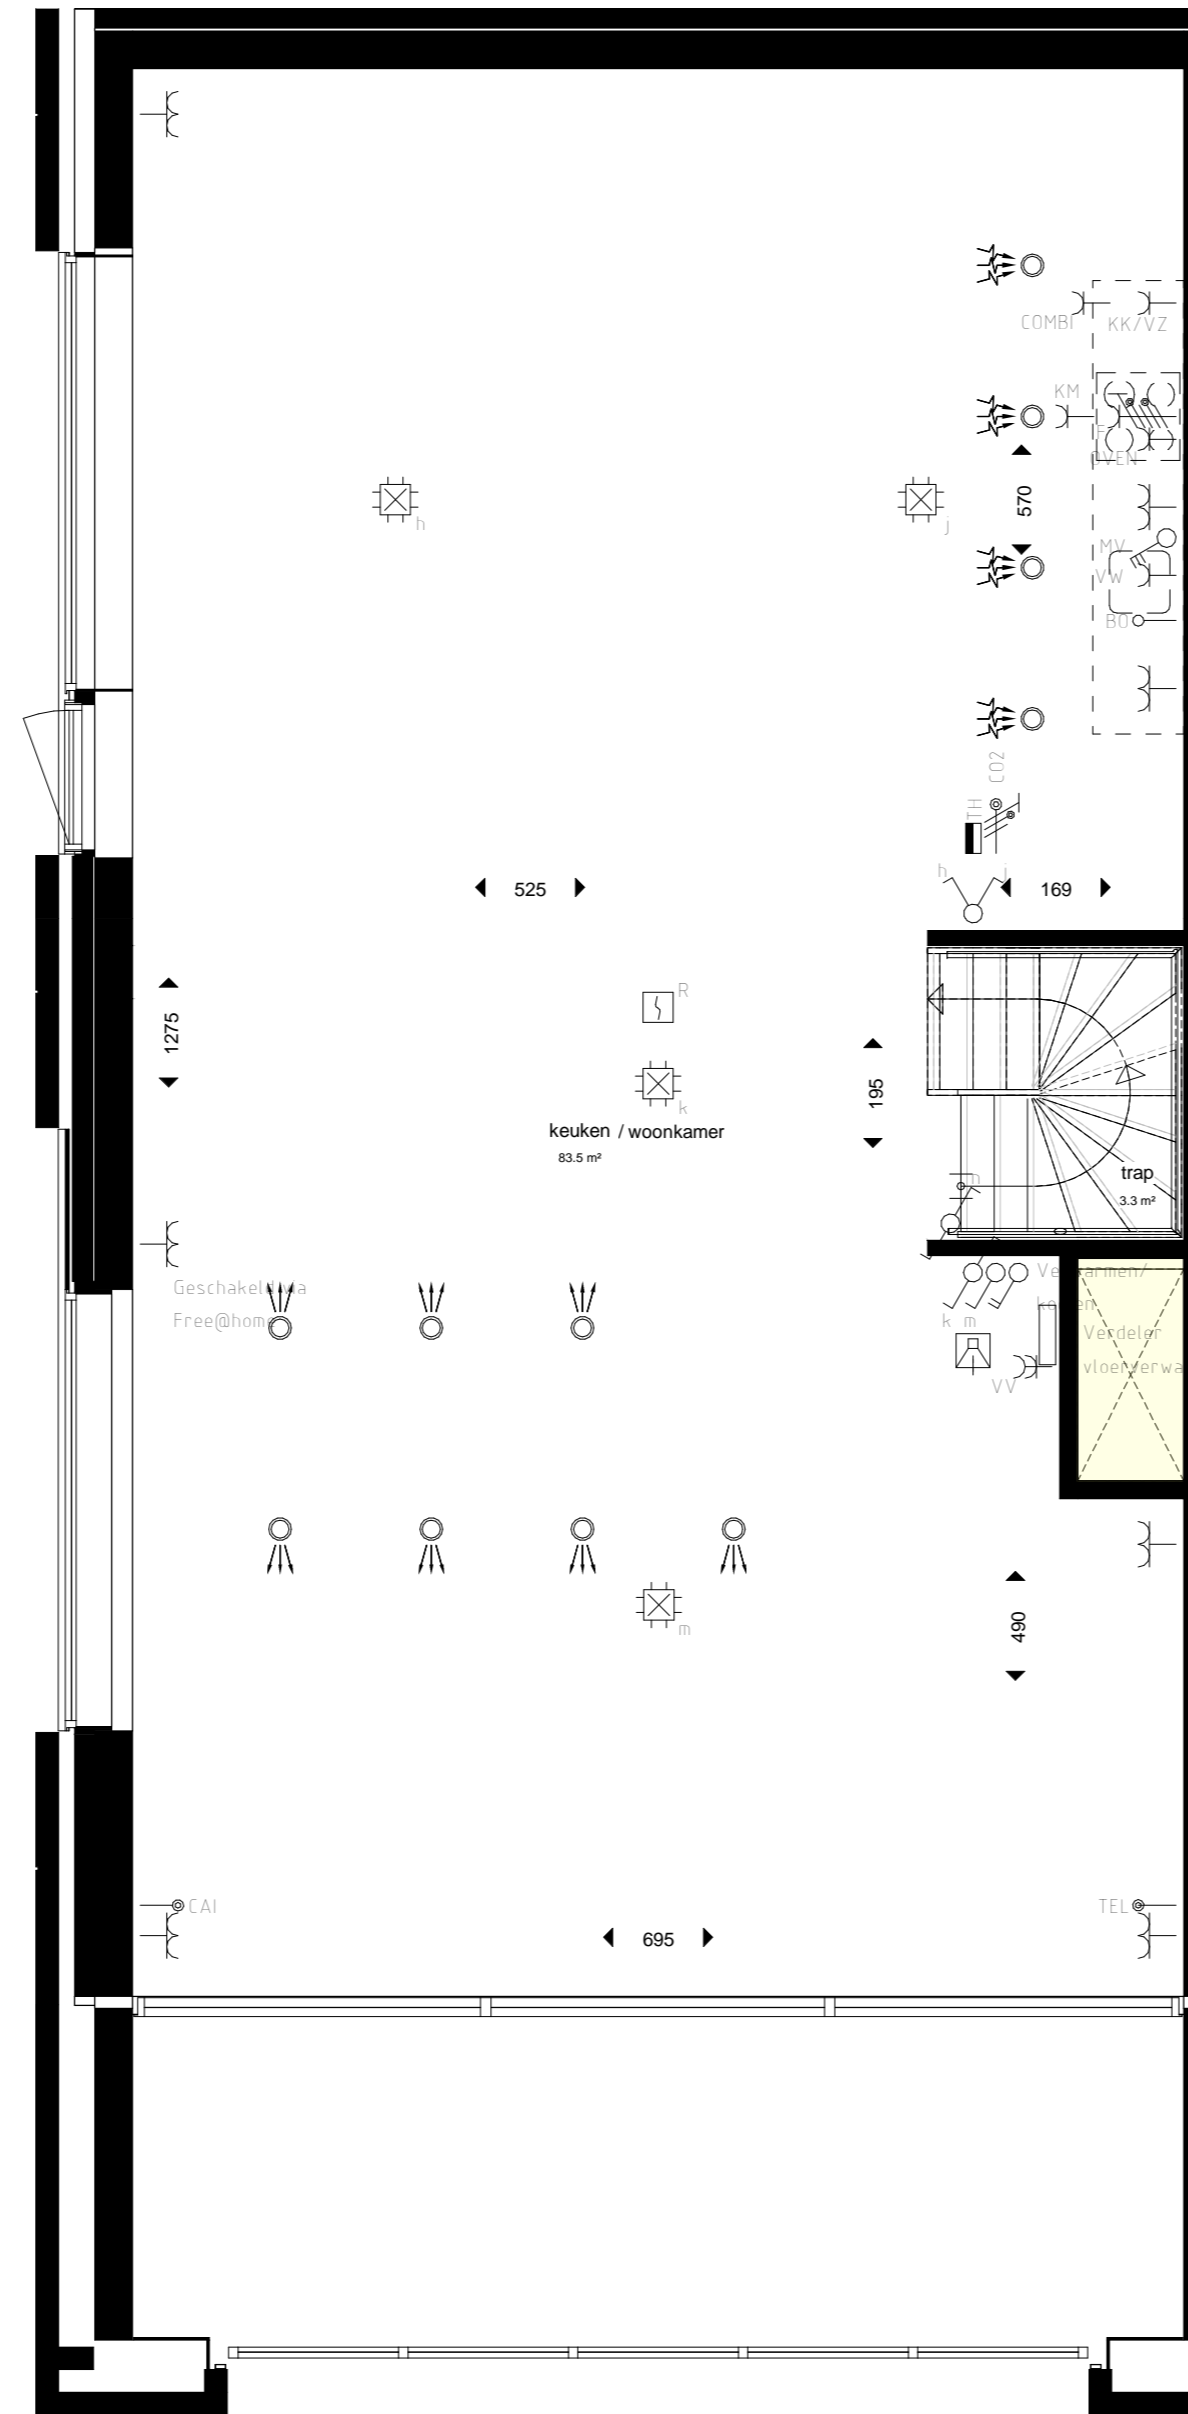 COMBI
KK/VZ
KM
F
OVEN
h
j
570
MV
VW
BO
CO2
TH
525
h
j
169
R
1275
k
195
keuken / woonkamer
83.5 m²
trap
3.3 m²
m
Geschakeld via
Free@home
k m
VV
Verdeler
m
490
CAI
TEL
695